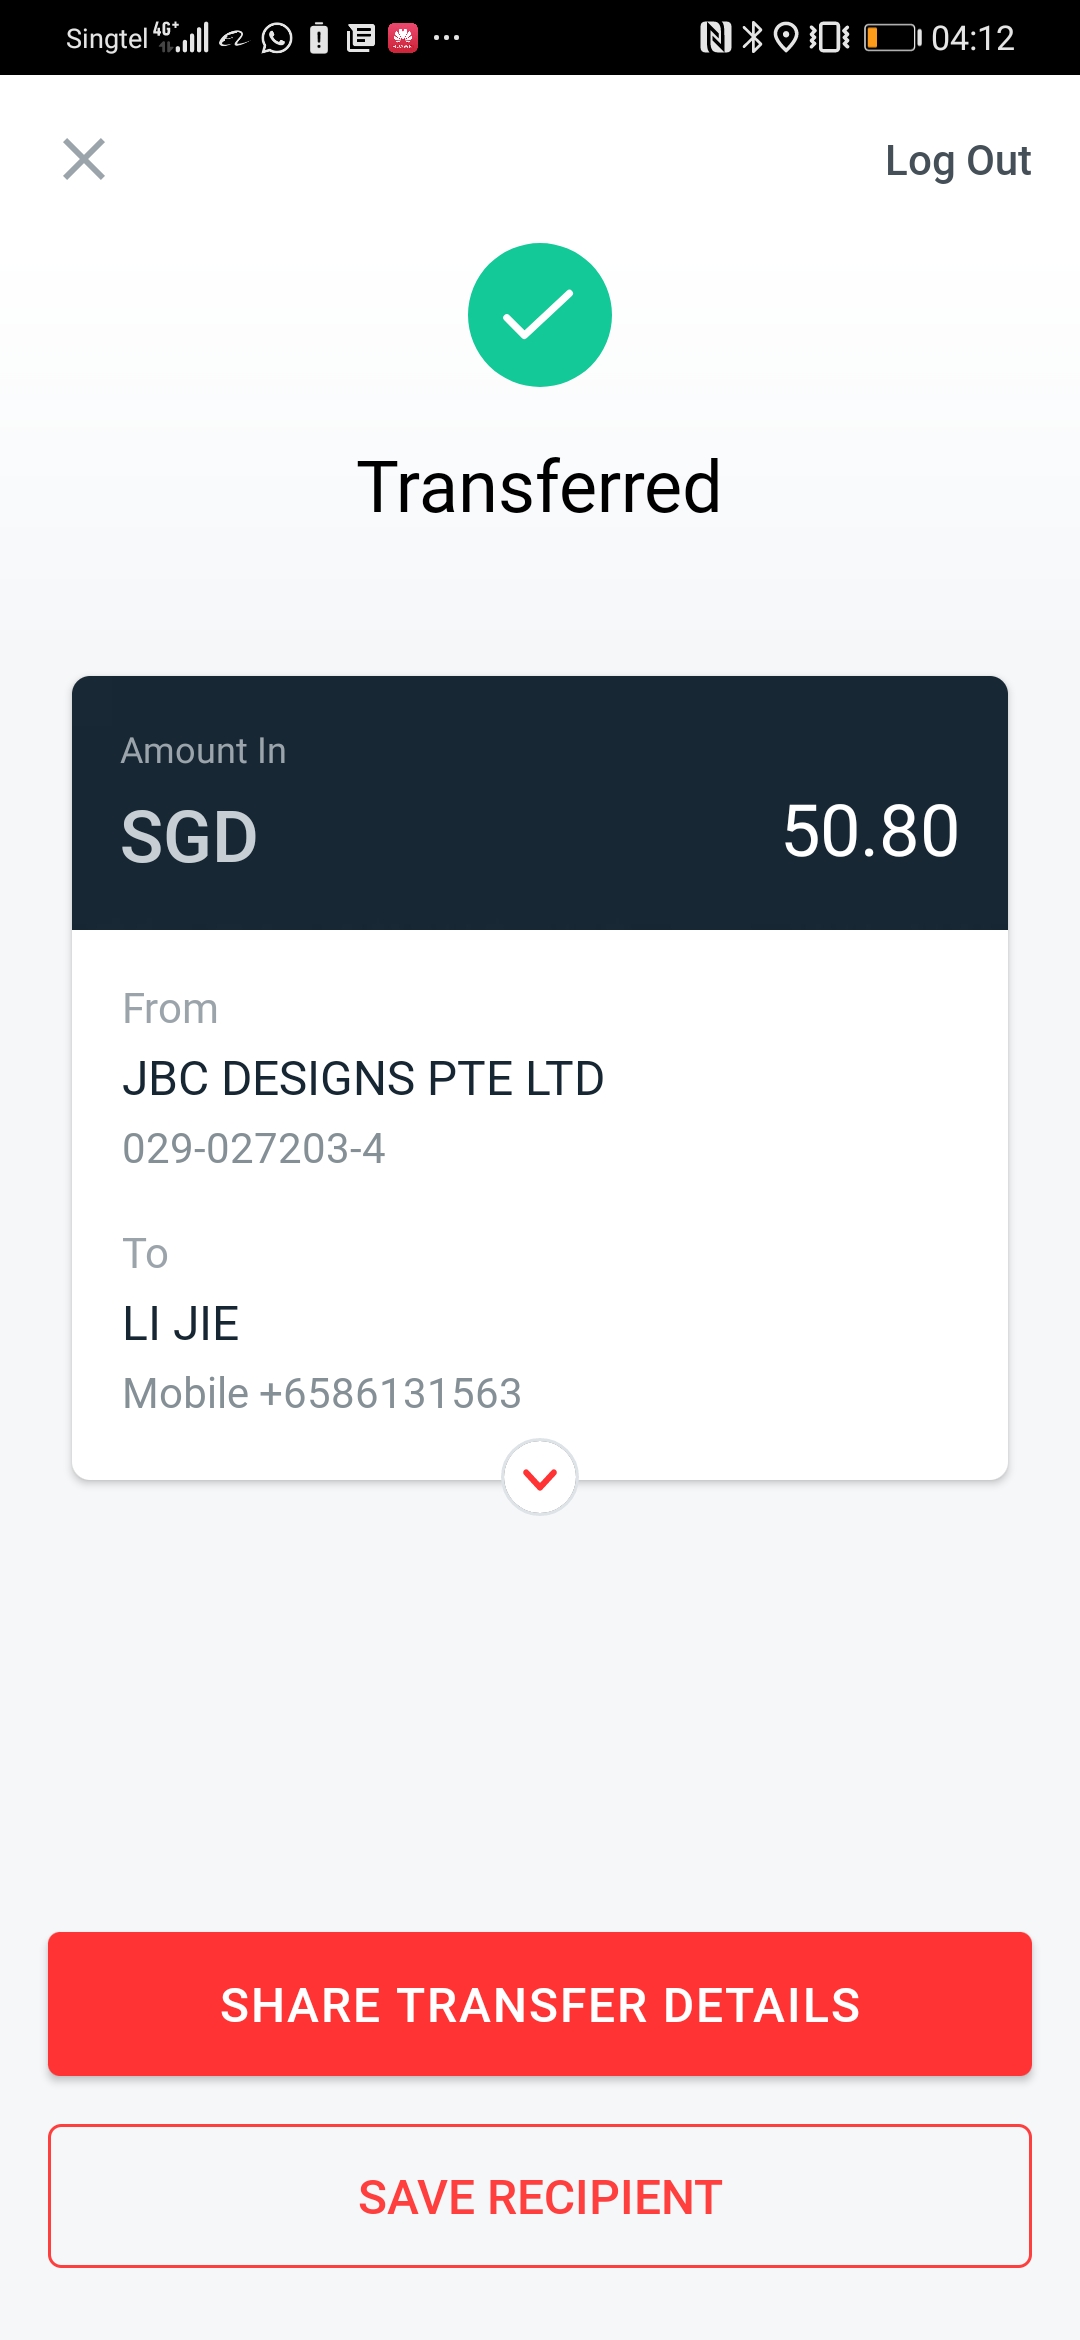 Singtel 4G+ 04:12
Log Out
Transferred
Amount In
SGD 50.80
From
JBC DESIGNS PTE LTD
029-027203-4
To
LI JIE
Mobile +6586131563
SHARE TRANSFER DETAILS
SAVE RECIPIENT